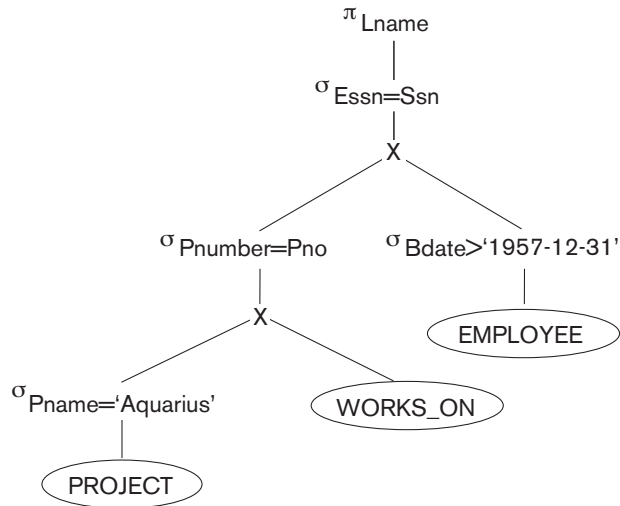 π Lname
σ Essn=Ssn
X
σ Pnumber=Pno
σ Bdate>‘1957-12-31’
X
EMPLOYEE
σ Pname=‘Aquarius’
WORKS_ON
PROJECT